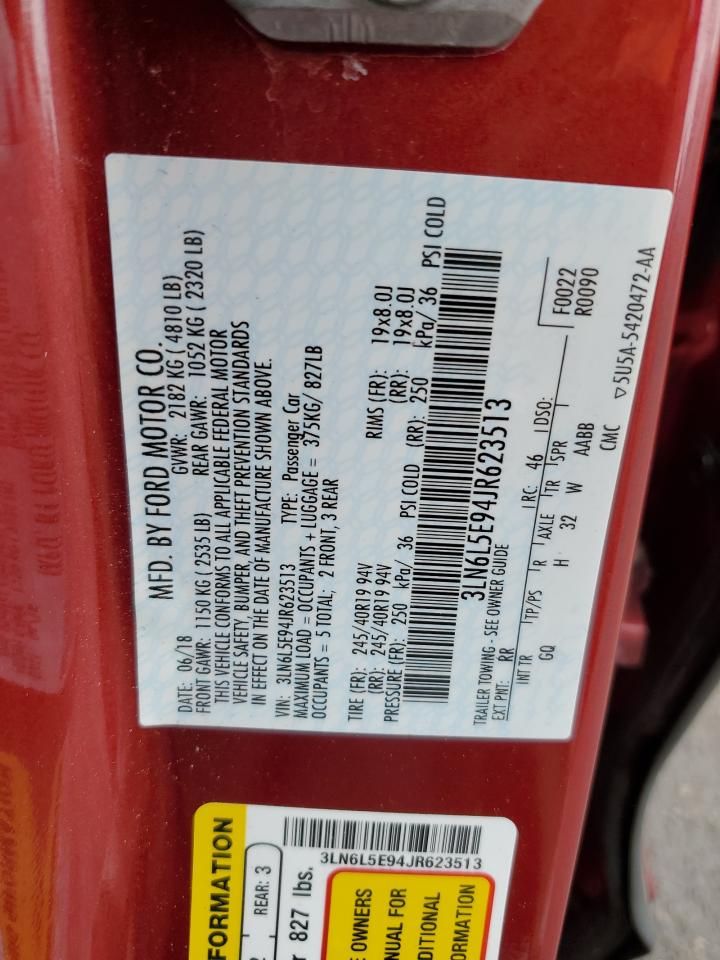 MFD. BY FORD MOTOR CO.
DATE: 06/18 GVWR: 2182 KG ( 4810 LB)
FRONT GAWR: 1150 KG ( 2535 LB) REAR GAWR: 1052 KG ( 2320 LB)
THIS VEHICLE CONFORMS TO ALL APPLICABLE FEDERAL MOTOR
VEHICLE SAFETY, BUMPER, AND THEFT PREVENTION STANDARDS
IN EFFECT ON THE DATE OF MANUFACTURE SHOWN ABOVE.
VIN: 3LN6L5E94JR623513 TYPE: Passenger Car
MAXIMUM LOAD = OCCUPANTS + LUGGAGE = 375KG/ 827LB
OCCUPANTS = 5 TOTAL; 2 FRONT, 3 REAR
TIRE (FR): 245/40R19 94V RIMS (FR): 19x8.0J
(RR): 245/40R19 94V (RR): 19x8.0J
PRESSURE (FR): 250 kPa/ 36 PSI COLD (RR): 250 kPa/ 36 PSI COLD
3LN6L5E94JR623513
TRAILER TOWING - SEE OWNER GUIDE
EXT PNT: RR RC: 46 DSO:
INT TR TP/PS R AXLE TR SPR
GQ H 32 W AABB
CMC
F0022
R0090
▽5U5A-5420472-AA
FORMATION
REAR: 3
827 lbs.
3LN6L5E94JR623513
OWNERS
NUAL FOR
DITIONAL
ORMATION